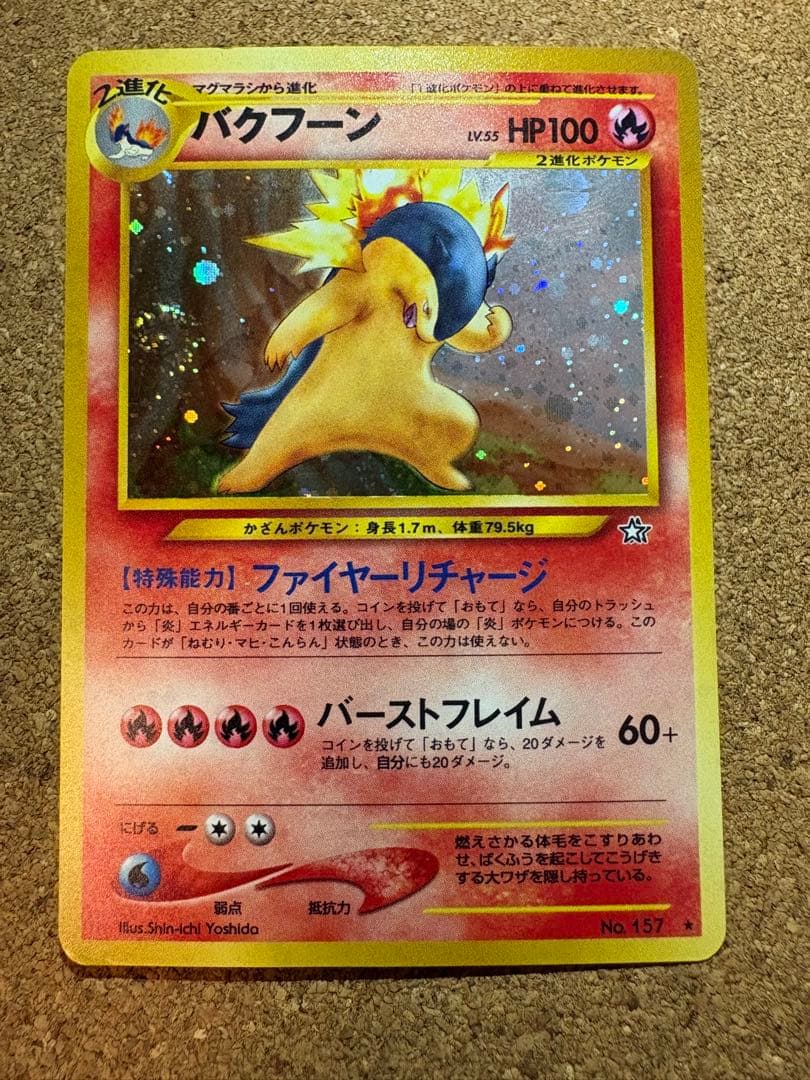 2進化
マグマラシから進化
「1進化ポケモン」の上に重ねて進化させます。
バクフーン
LV.55 HP100
2進化ポケモン
かざんポケモン：身長1.7m、体重79.5kg
【特殊能力】ファイヤーリチャージ
この力は、自分の番ごとに1回使える。コインを投げて「おもて」なら、自分のトラッシュ
から「炎」エネルギーカードを1枚選び出し、自分の場の「炎」ポケモンにつける。この
カードが「ねむり・マヒ・こんらん」状態のとき、この力は使えない。
バーストフレイム 60+
コインを投げて「おもて」なら、20ダメージを
追加し、自分にも20ダメージ。
にげる
弱点
抵抗力
燃えさかる体毛をこすりあわ
せ、ばくふうを起こしてこうげき
する大ワザを隠し持っている。
Illus.Shin-ichi Yoshida
No. 157 ★